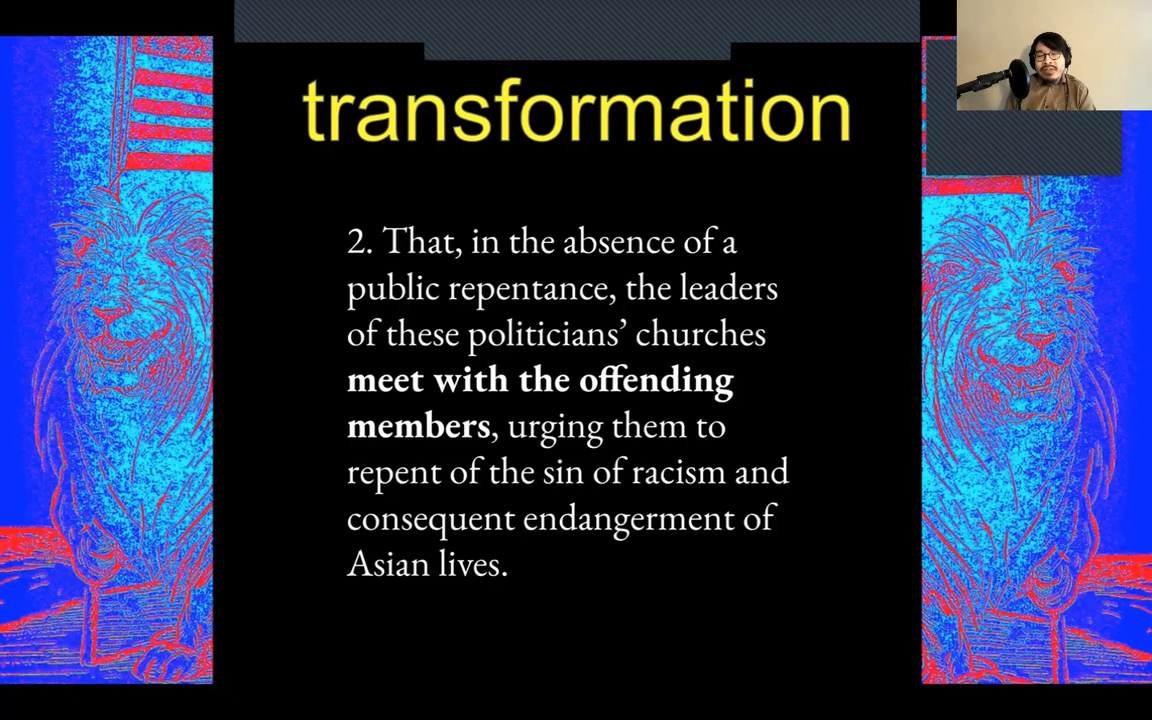 transformation
2. That, in the absence of a
public repentance, the leaders
of these politicians’ churches
meet with the offending
members, urging them to
repent of the sin of racism and
consequent endangerment of
Asian lives.